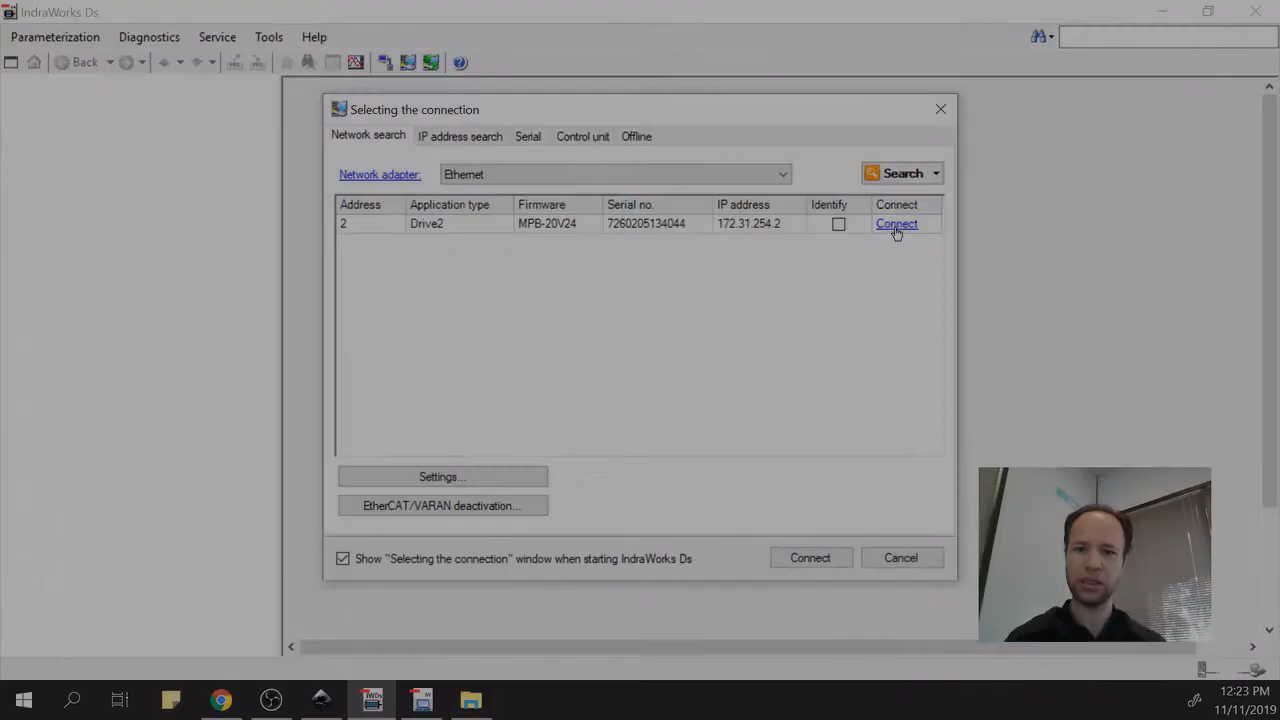 IndraWorks Ds
Parameterization Diagnostics Service Tools Help
Back
Selecting the connection
Network search IP address search Serial Control unit Offline
Network adapter: Ethernet Search
Address Application type Firmware Serial no. IP address Identify Connect
2 Drive2 MPB-20V24 7260205134044 172.31.254.2 Connect
Settings...
EtherCAT/VARAN deactivation...
Show "Selecting the connection" window when starting IndraWorks Ds Connect Cancel
12:23 PM
11/11/2019